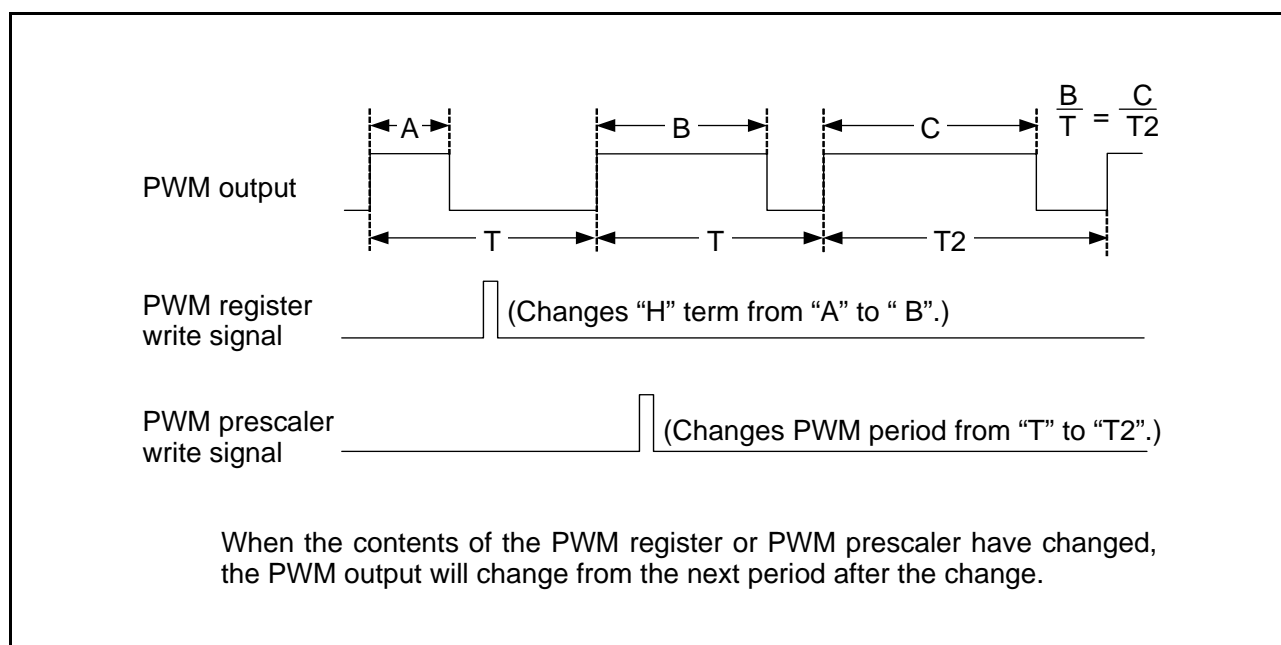 B/T = C/T2
A B C
PWM output
T T T2
PWM register
write signal
(Changes “H” term from “A” to “ B”.)
PWM prescaler
write signal
(Changes PWM period from “T” to “T2”.)
When the contents of the PWM register or PWM prescaler have changed,
the PWM output will change from the next period after the change.